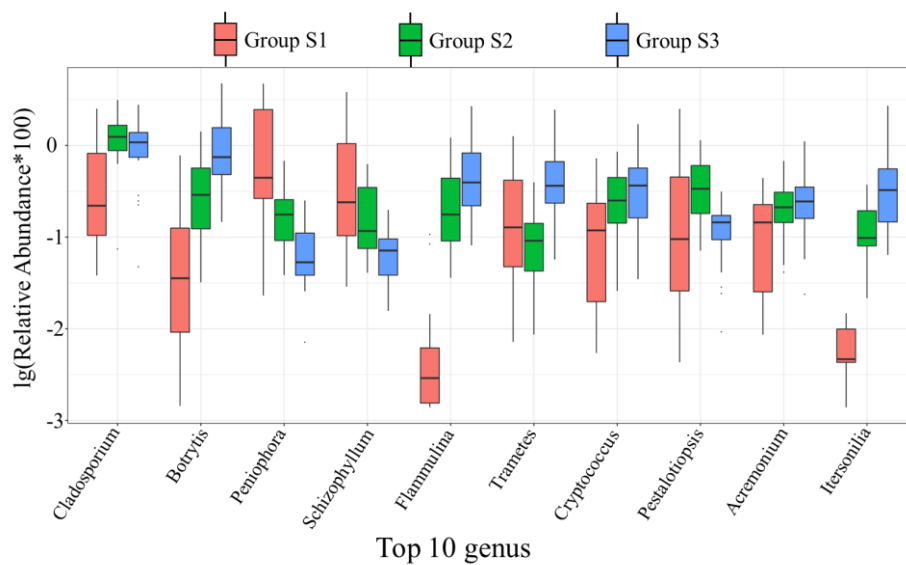 Group S1 Group S2 Group S3
lg(Relative Abundance*100)
0
-1
-2
-3
Cladosporium
Botrytis
Peniophora
Schizophyllum
Flammulina
Trametes
Cryptococcus
Pestalotiopsis
Acremonium
Itersonilia
Top 10 genus